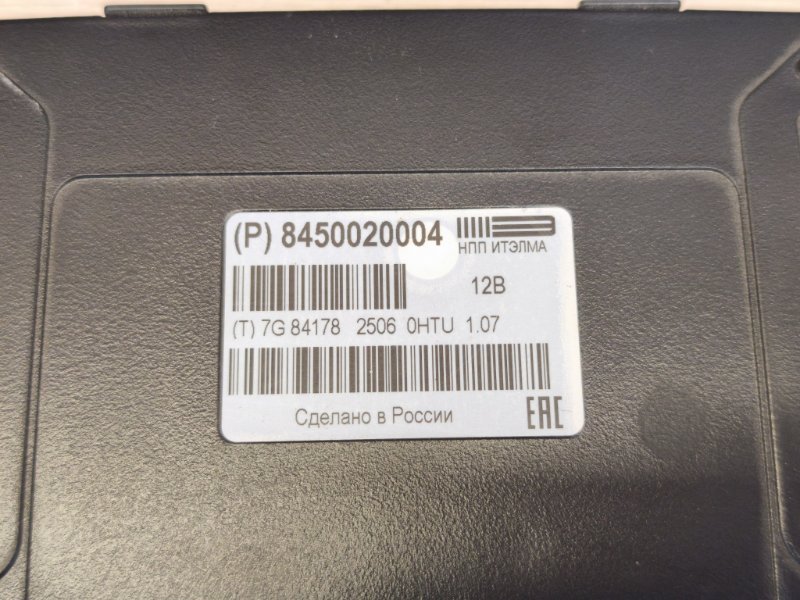 (P) 8450020004
НПП ИТЭЛМА
12В
(T) 7G 84178 2506 0HTU 1.07
Сделано в России
EAC